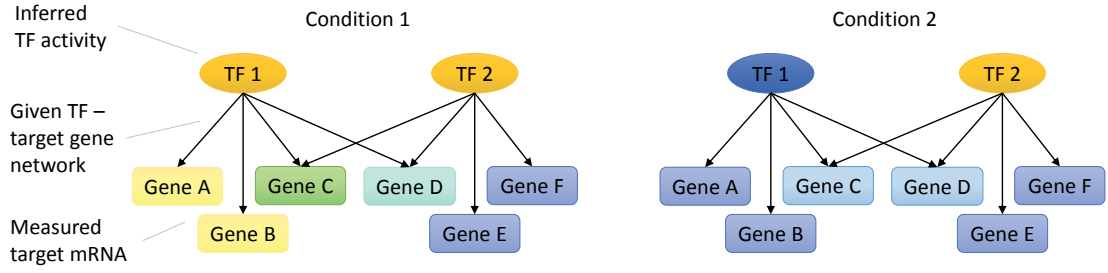 Inferred
TF activity
Condition 1
Condition 2
TF 1
TF 2
TF 1
TF 2
Given TF –
target gene
network
Gene A
Gene C
Gene D
Gene F
Gene A
Gene C
Gene D
Gene F
Measured
target mRNA
Gene B
Gene E
Gene B
Gene E